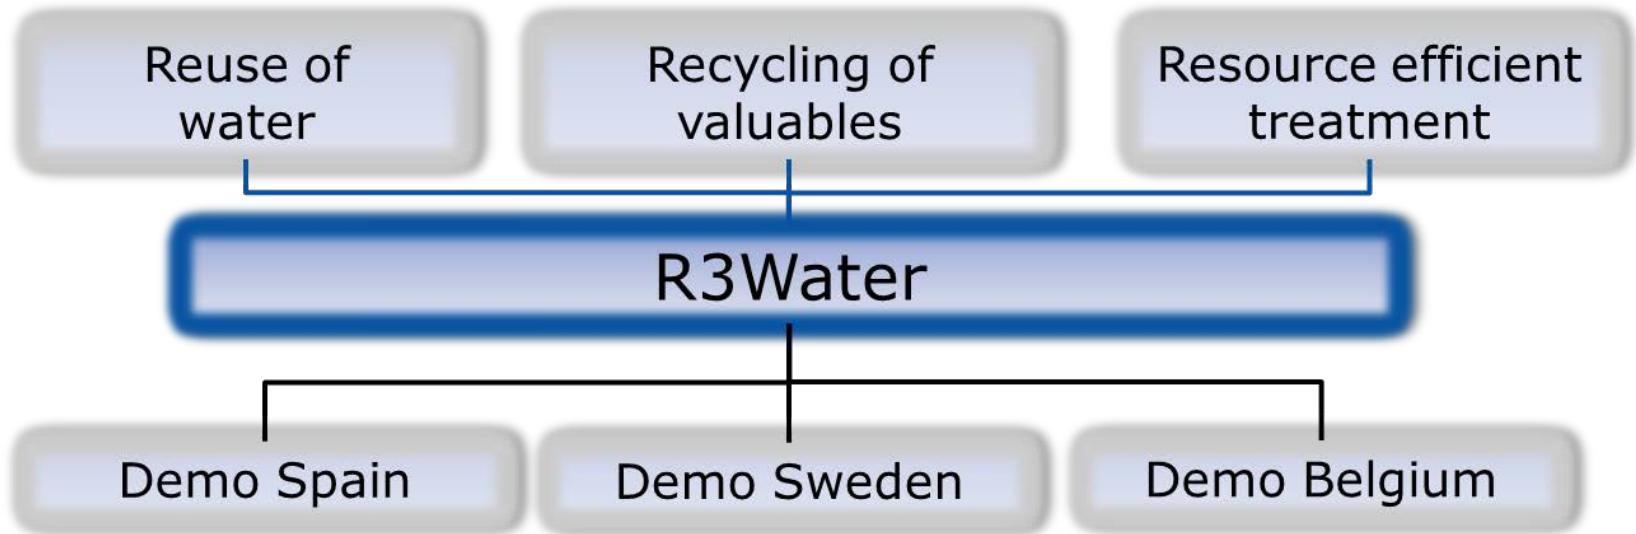 Reuse of
water
Recycling of
valuables
Resource efficient
treatment
R3Water
Demo Spain
Demo Sweden
Demo Belgium